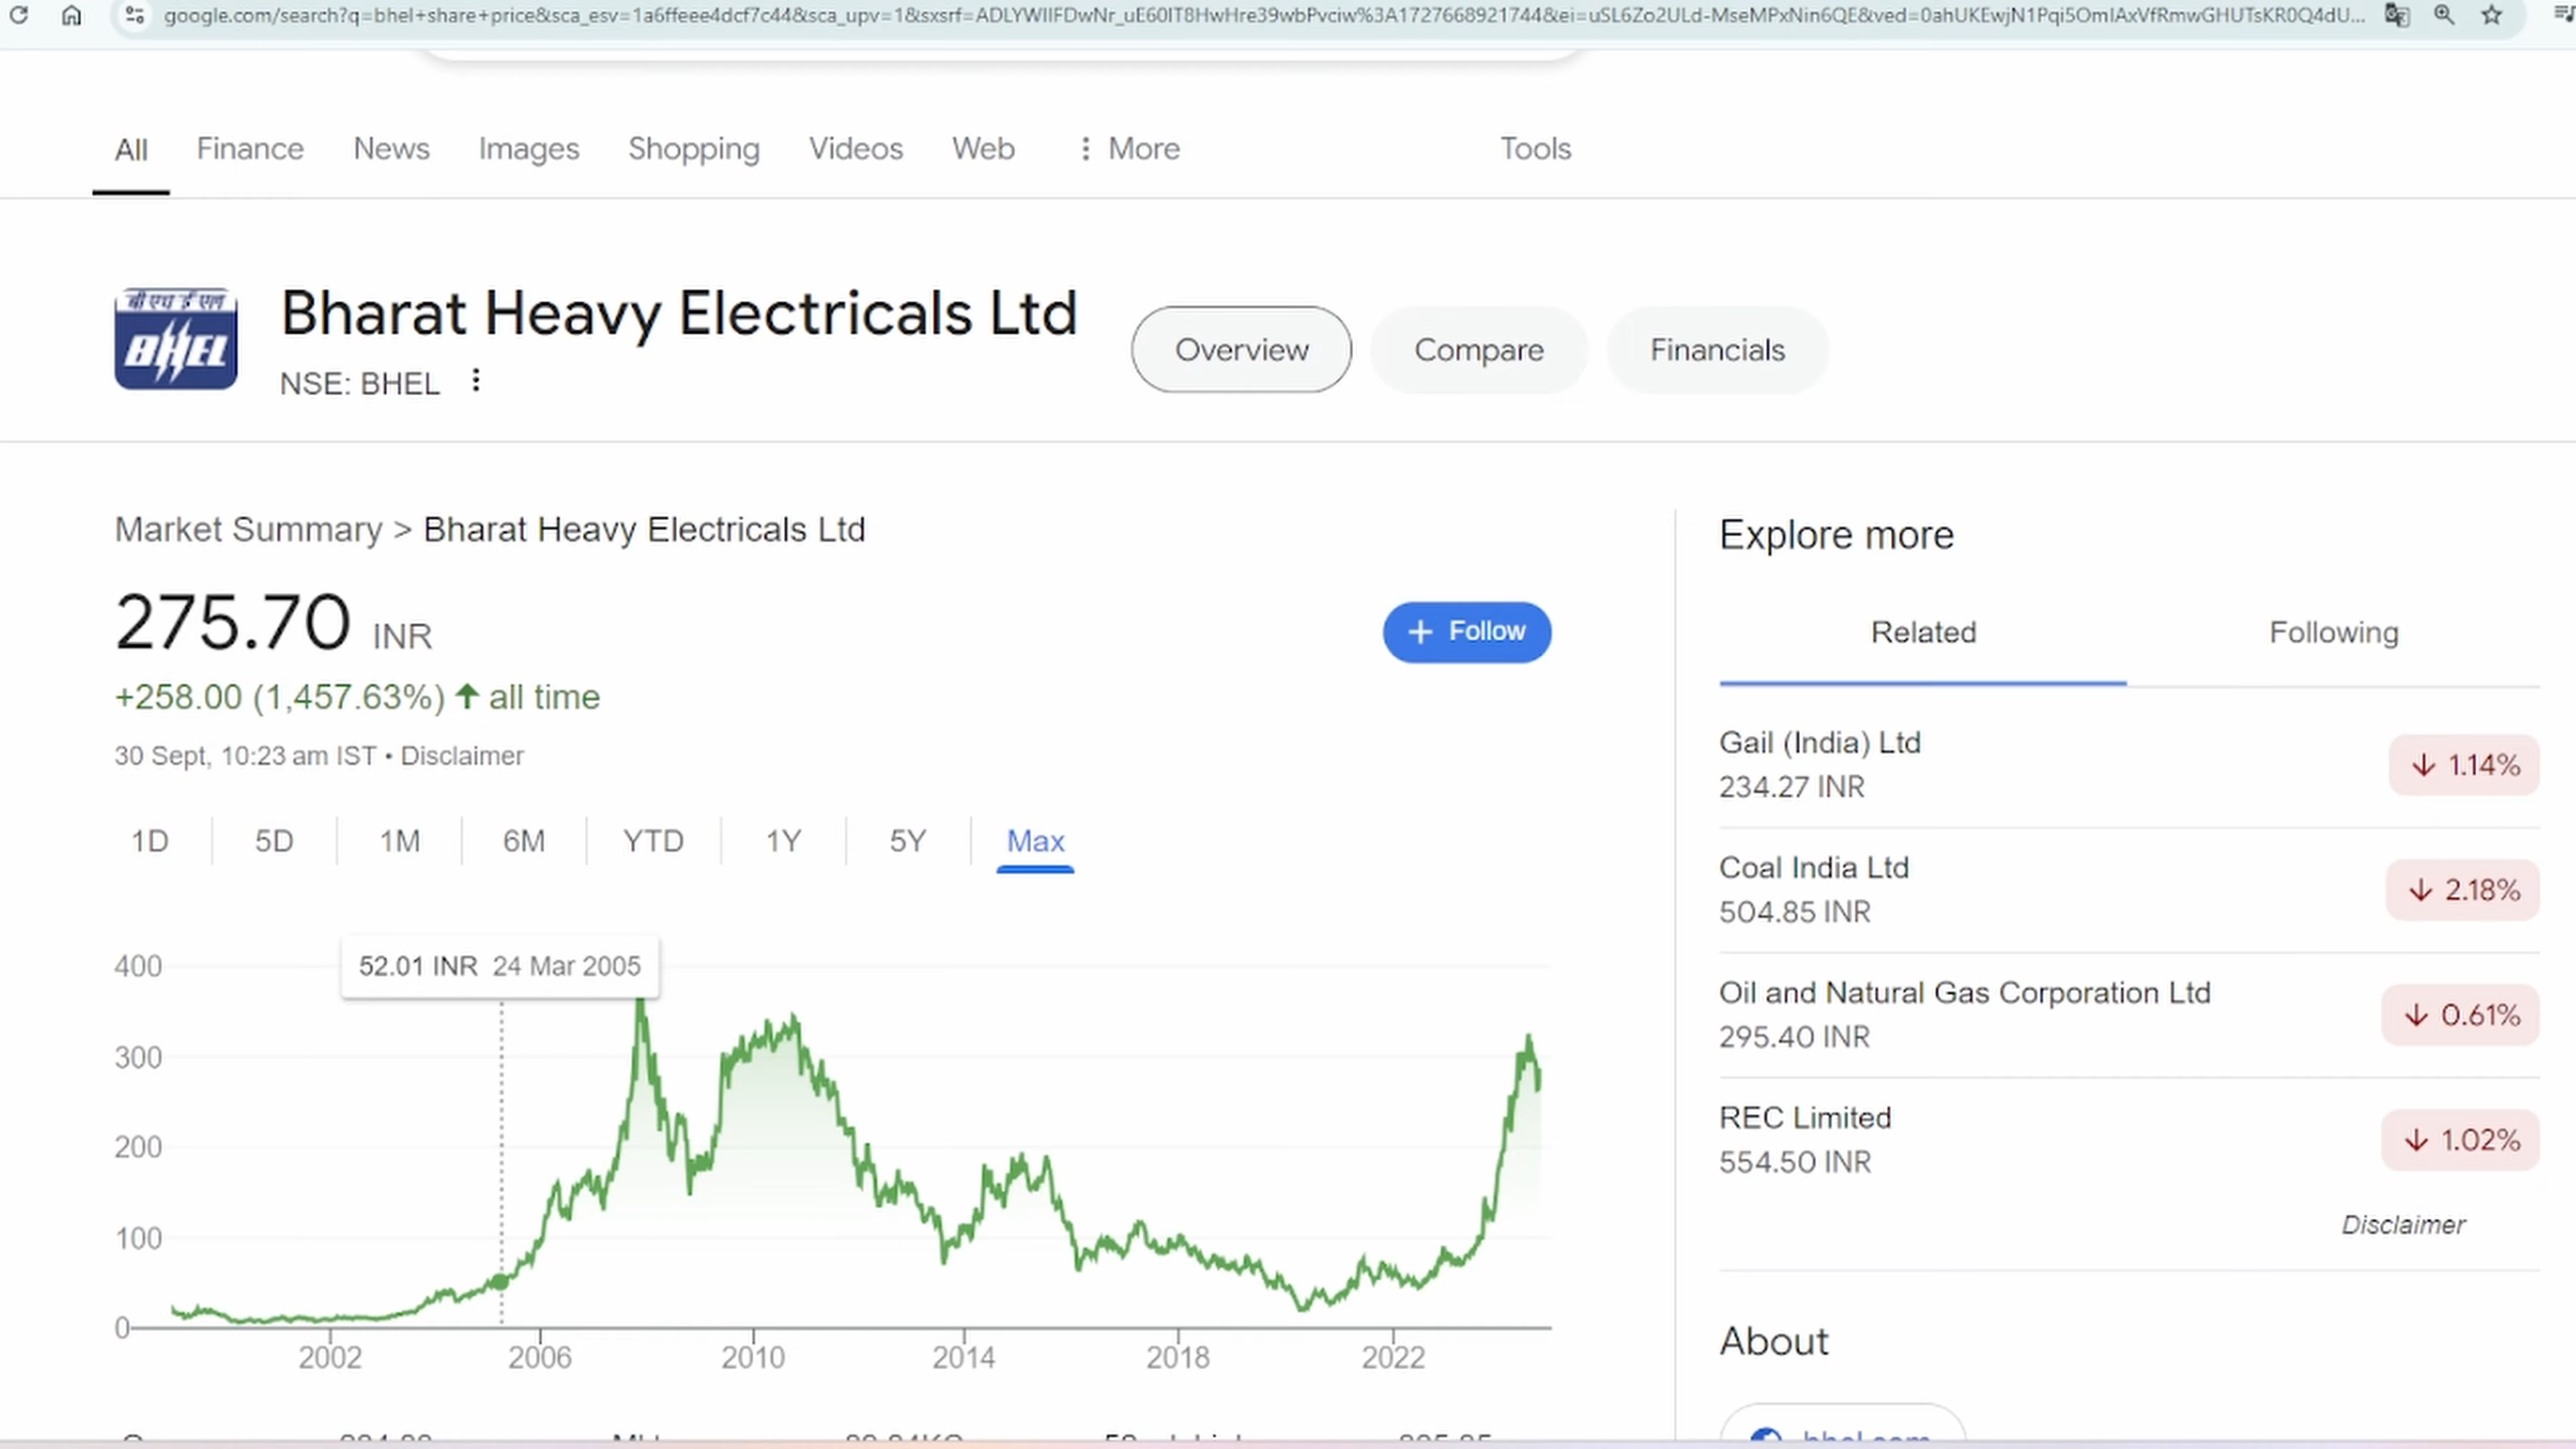 google.com/search?q=bhel+share+price&sca_esv=1a6ffeee4dcf7c44&sca_upv=1&sxsrf=ADLYWIIFDwNr_uE60IT8HwHre39wbPvciw%3A1727668921744&ei=uSL6Zo2ULd-MseMPxNin6QE&ved=0ahUKEwjN1Pqi5OmIAxVfRmwGHUTsKR0Q4dU...
All Finance News Images Shopping Videos Web More Tools
बी एच ई एल
BHEL
Bharat Heavy Electricals Ltd
NSE: BHEL
Overview Compare Financials
Market Summary > Bharat Heavy Electricals Ltd
275.70 INR
+ Follow
+258.00 (1,457.63%) ↑ all time
30 Sept, 10:23 am IST • Disclaimer
1D 5D 1M 6M YTD 1Y 5Y Max
52.01 INR 24 Mar 2005
400
300
200
100
0
2002 2006 2010 2014 2018 2022
Explore more
Related Following
Gail (India) Ltd
234.27 INR
↓ 1.14%
Coal India Ltd
504.85 INR
↓ 2.18%
Oil and Natural Gas Corporation Ltd
295.40 INR
↓ 0.61%
REC Limited
554.50 INR
↓ 1.02%
Disclaimer
About